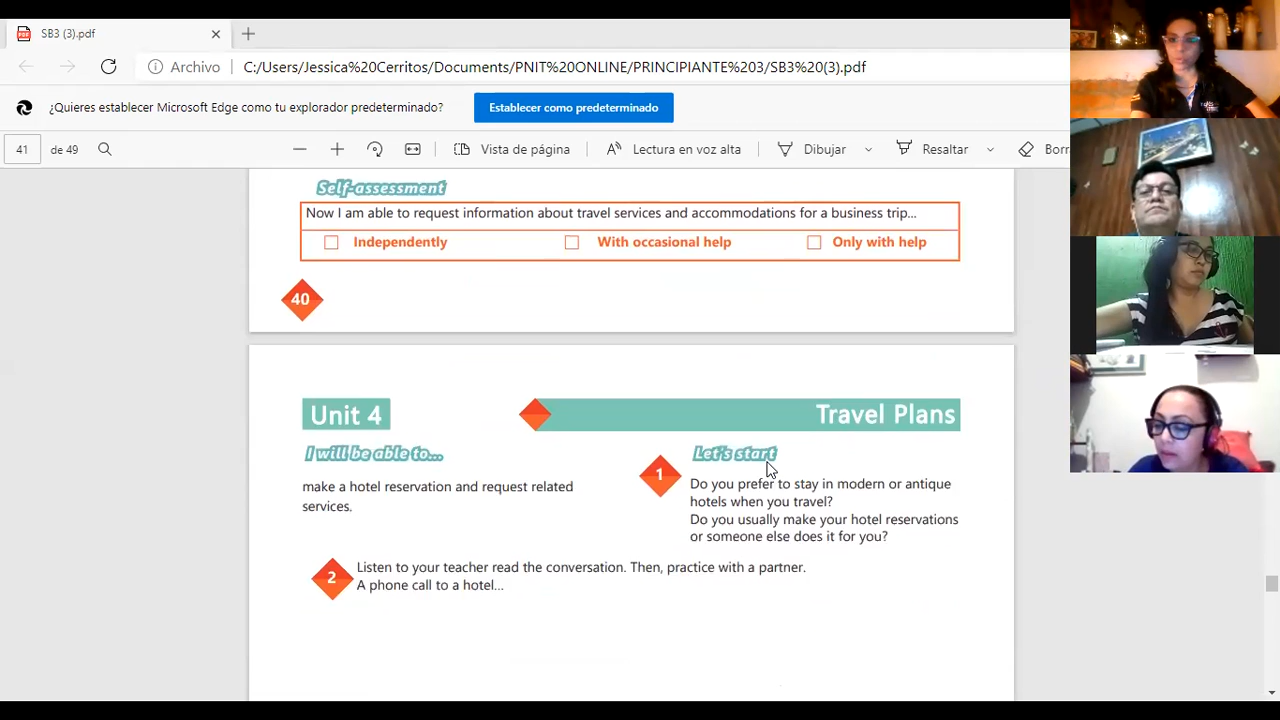 SB3 (3).pdf
Archivo C:/Users/Jessica%20Cerritos/Documents/PNIT%20ONLINE/PRINCIPIANTE%203/SB3%20(3).pdf
¿Quieres establecer Microsoft Edge como tu explorador predeterminado? Establecer como predeterminado
41 de 49 Vista de página Lectura en voz alta Dibujar Resaltar Borr
Self-assessment
Now I am able to request information about travel services and accommodations for a business trip...
Independently With occasional help Only with help
40
Unit 4 Travel Plans
I will be able to...
make a hotel reservation and request related
services.
Let's start
1
Do you prefer to stay in modern or antique
hotels when you travel?
Do you usually make your hotel reservations
or someone else does it for you?
2 Listen to your teacher read the conversation. Then, practice with a partner.
A phone call to a hotel...